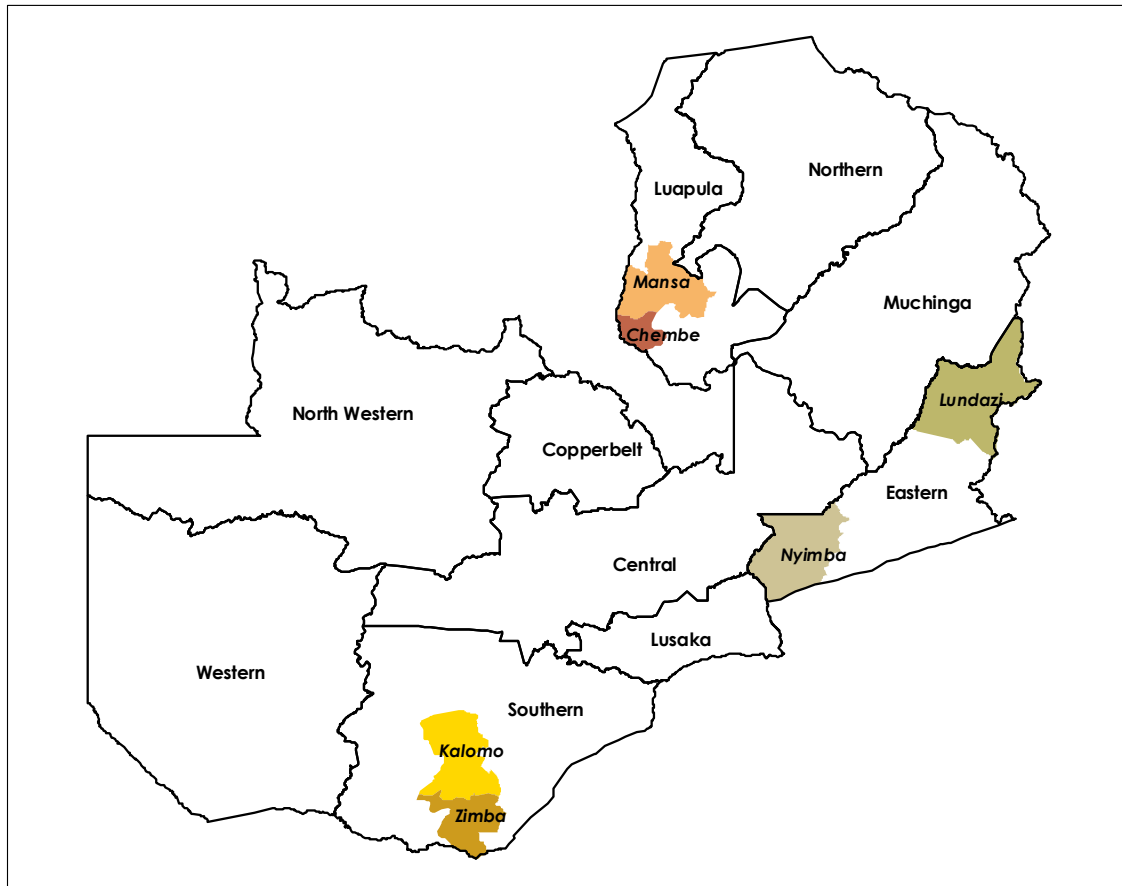 Northern
Luapula
Mansa
Muchinga
Chembe
Lundazi
North Western
Copperbelt
Eastern
Nyimba
Central
Lusaka
Western
Southern
Kalomo
Zimba